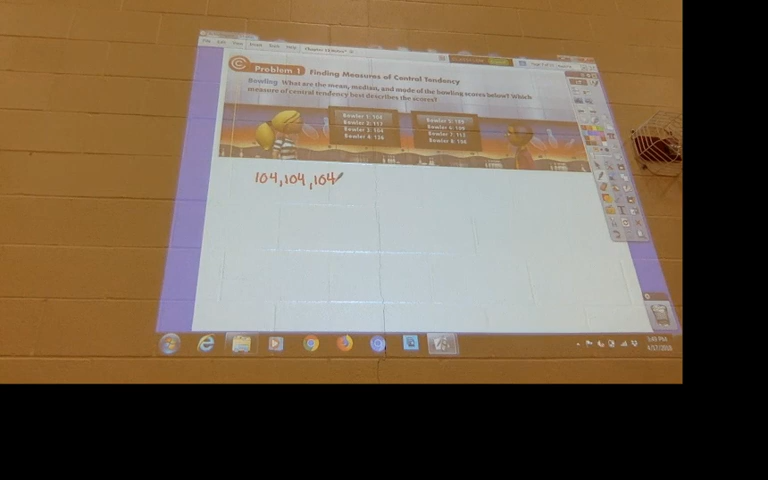 Problem 1 Finding Measures of Central Tendency
Bowling What are the mean, median, and mode of the bowling scores below? Which
measure of central tendency best describes the scores?
Bowler 1: 104
Bowler 2: 117
Bowler 3: 104
Bowler 4: 136
Bowler 5: 189
Bowler 6: 109
Bowler 7: 113
Bowler 8: 104
104, 104, 104